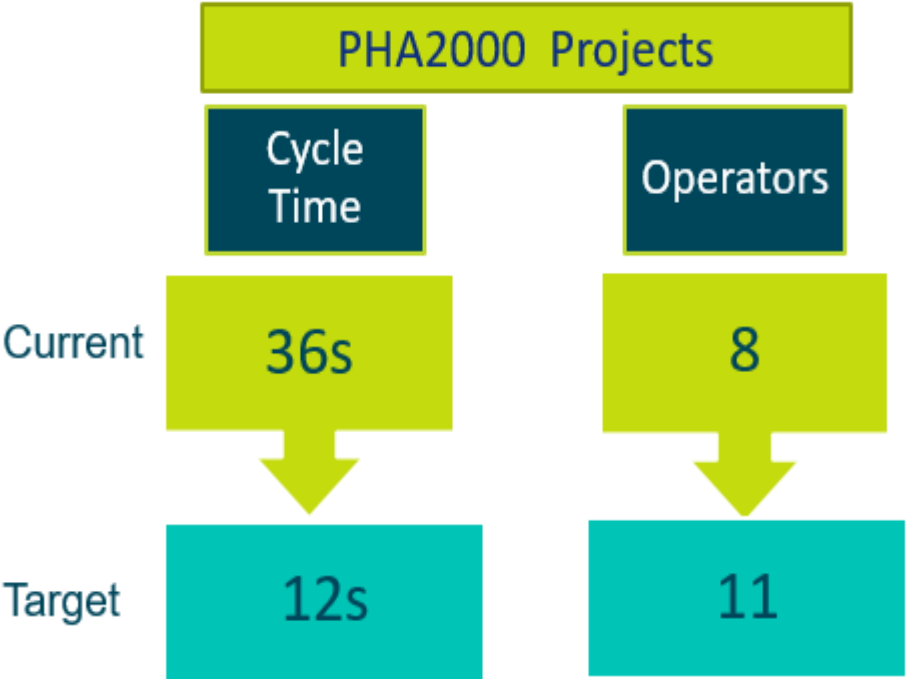 PHA2000 Projects
Cycle
Time
Operators
Current
36s
8
Target
12s
11